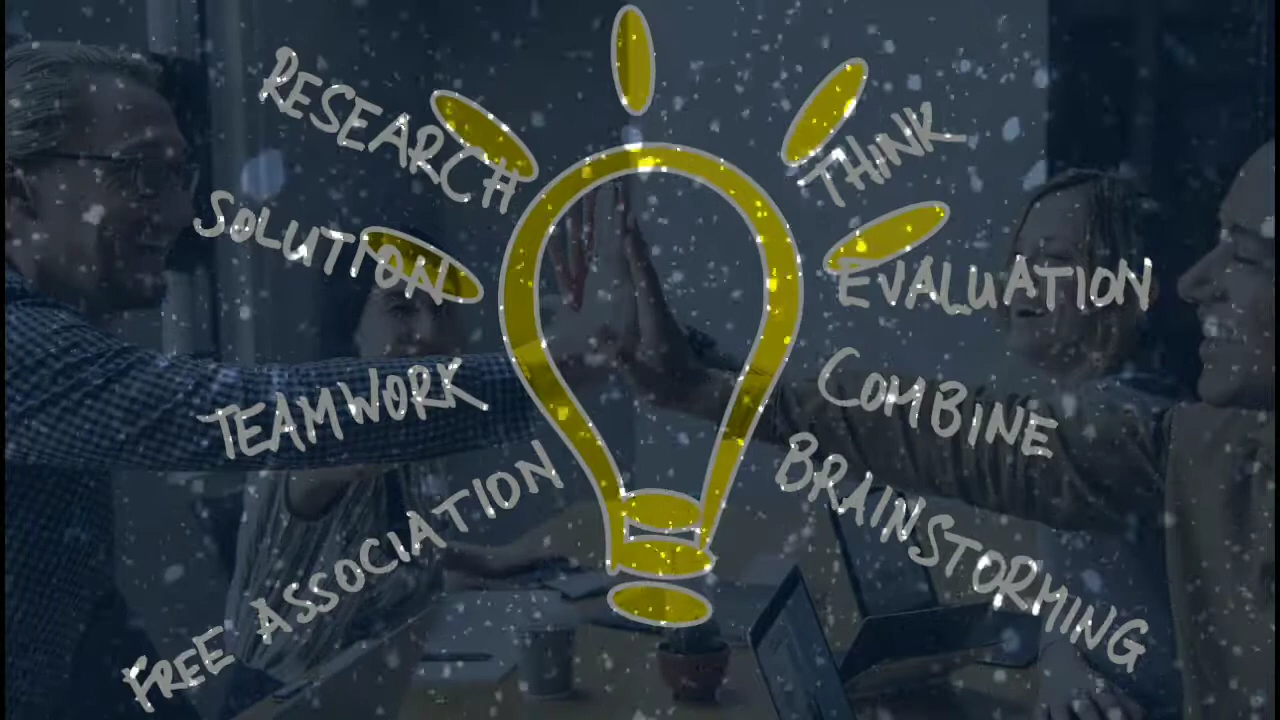 RESEARCH
SOLUTION
TEAMWORK
FREE ASSOCIATION
THINK
EVALUATION
COMBINE
BRAINSTORMING